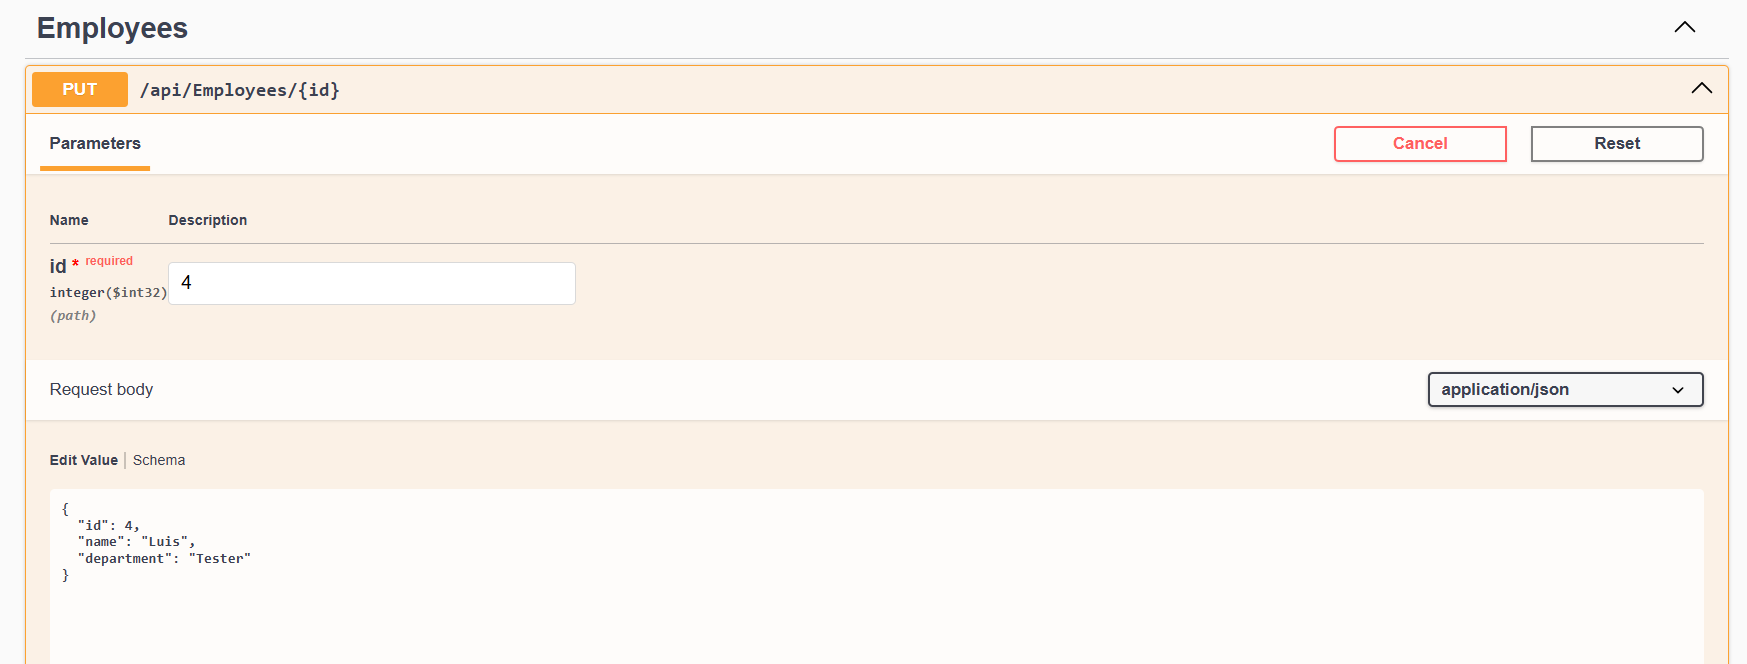 Employees
PUT /api/Employees/{id}
Parameters
Cancel
Reset
Name Description
id * required
integer($int32)
(path)
4
Request body
application/json
Edit Value | Schema
{
  "id": 4,
  "name": "Luis",
  "department": "Tester"
}